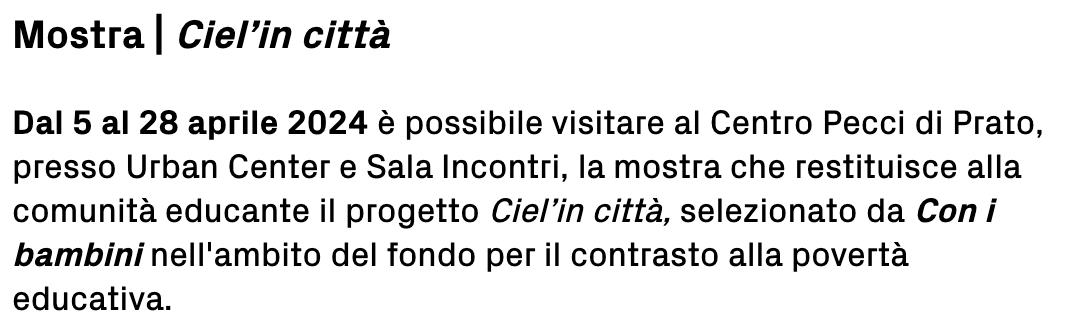 Mostra | Ciel’in città
Dal 5 al 28 aprile 2024 è possibile visitare al Centro Pecci di Prato,
presso Urban Center e Sala Incontri, la mostra che restituisce alla
comunità educante il progetto Ciel’in città, selezionato da Con i
bambini nell'ambito del fondo per il contrasto alla povertà
educativa.